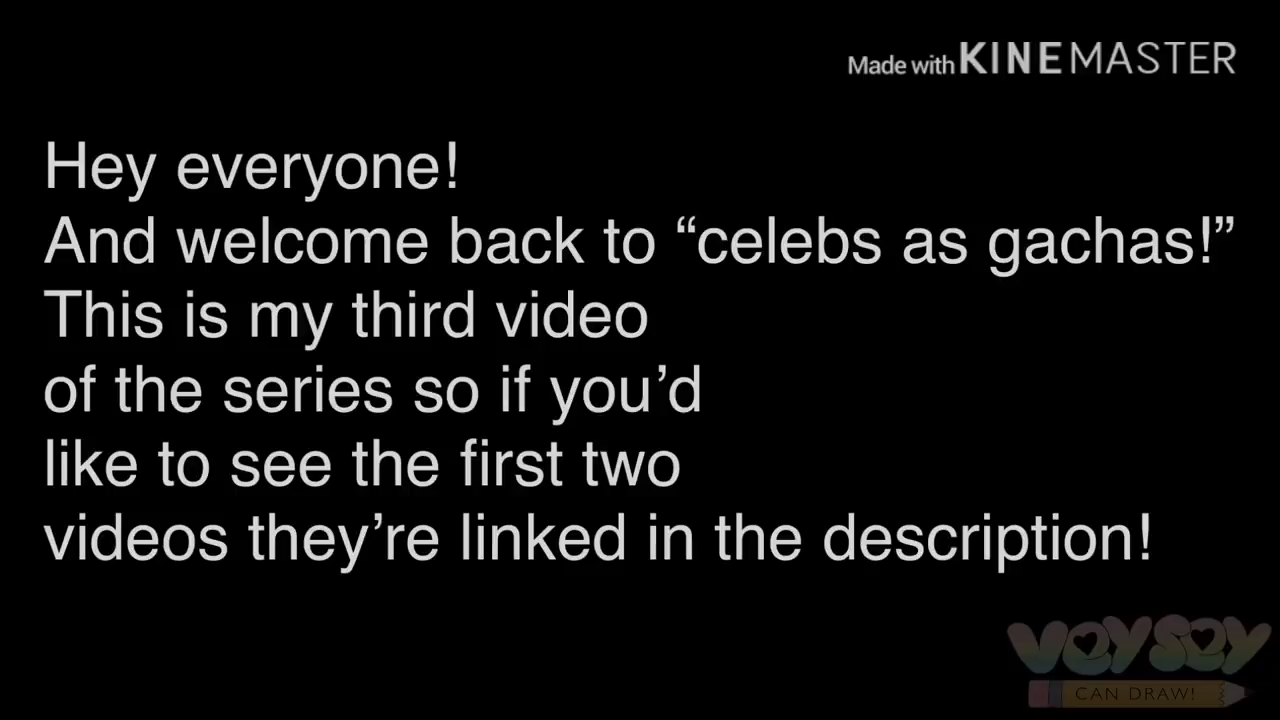 Made with KINEMASTER
Hey everyone!
And welcome back to “celebs as gachas!”
This is my third video
of the series so if you’d
like to see the first two
videos they’re linked in the description!
VEYSEY
CAN DRAW!